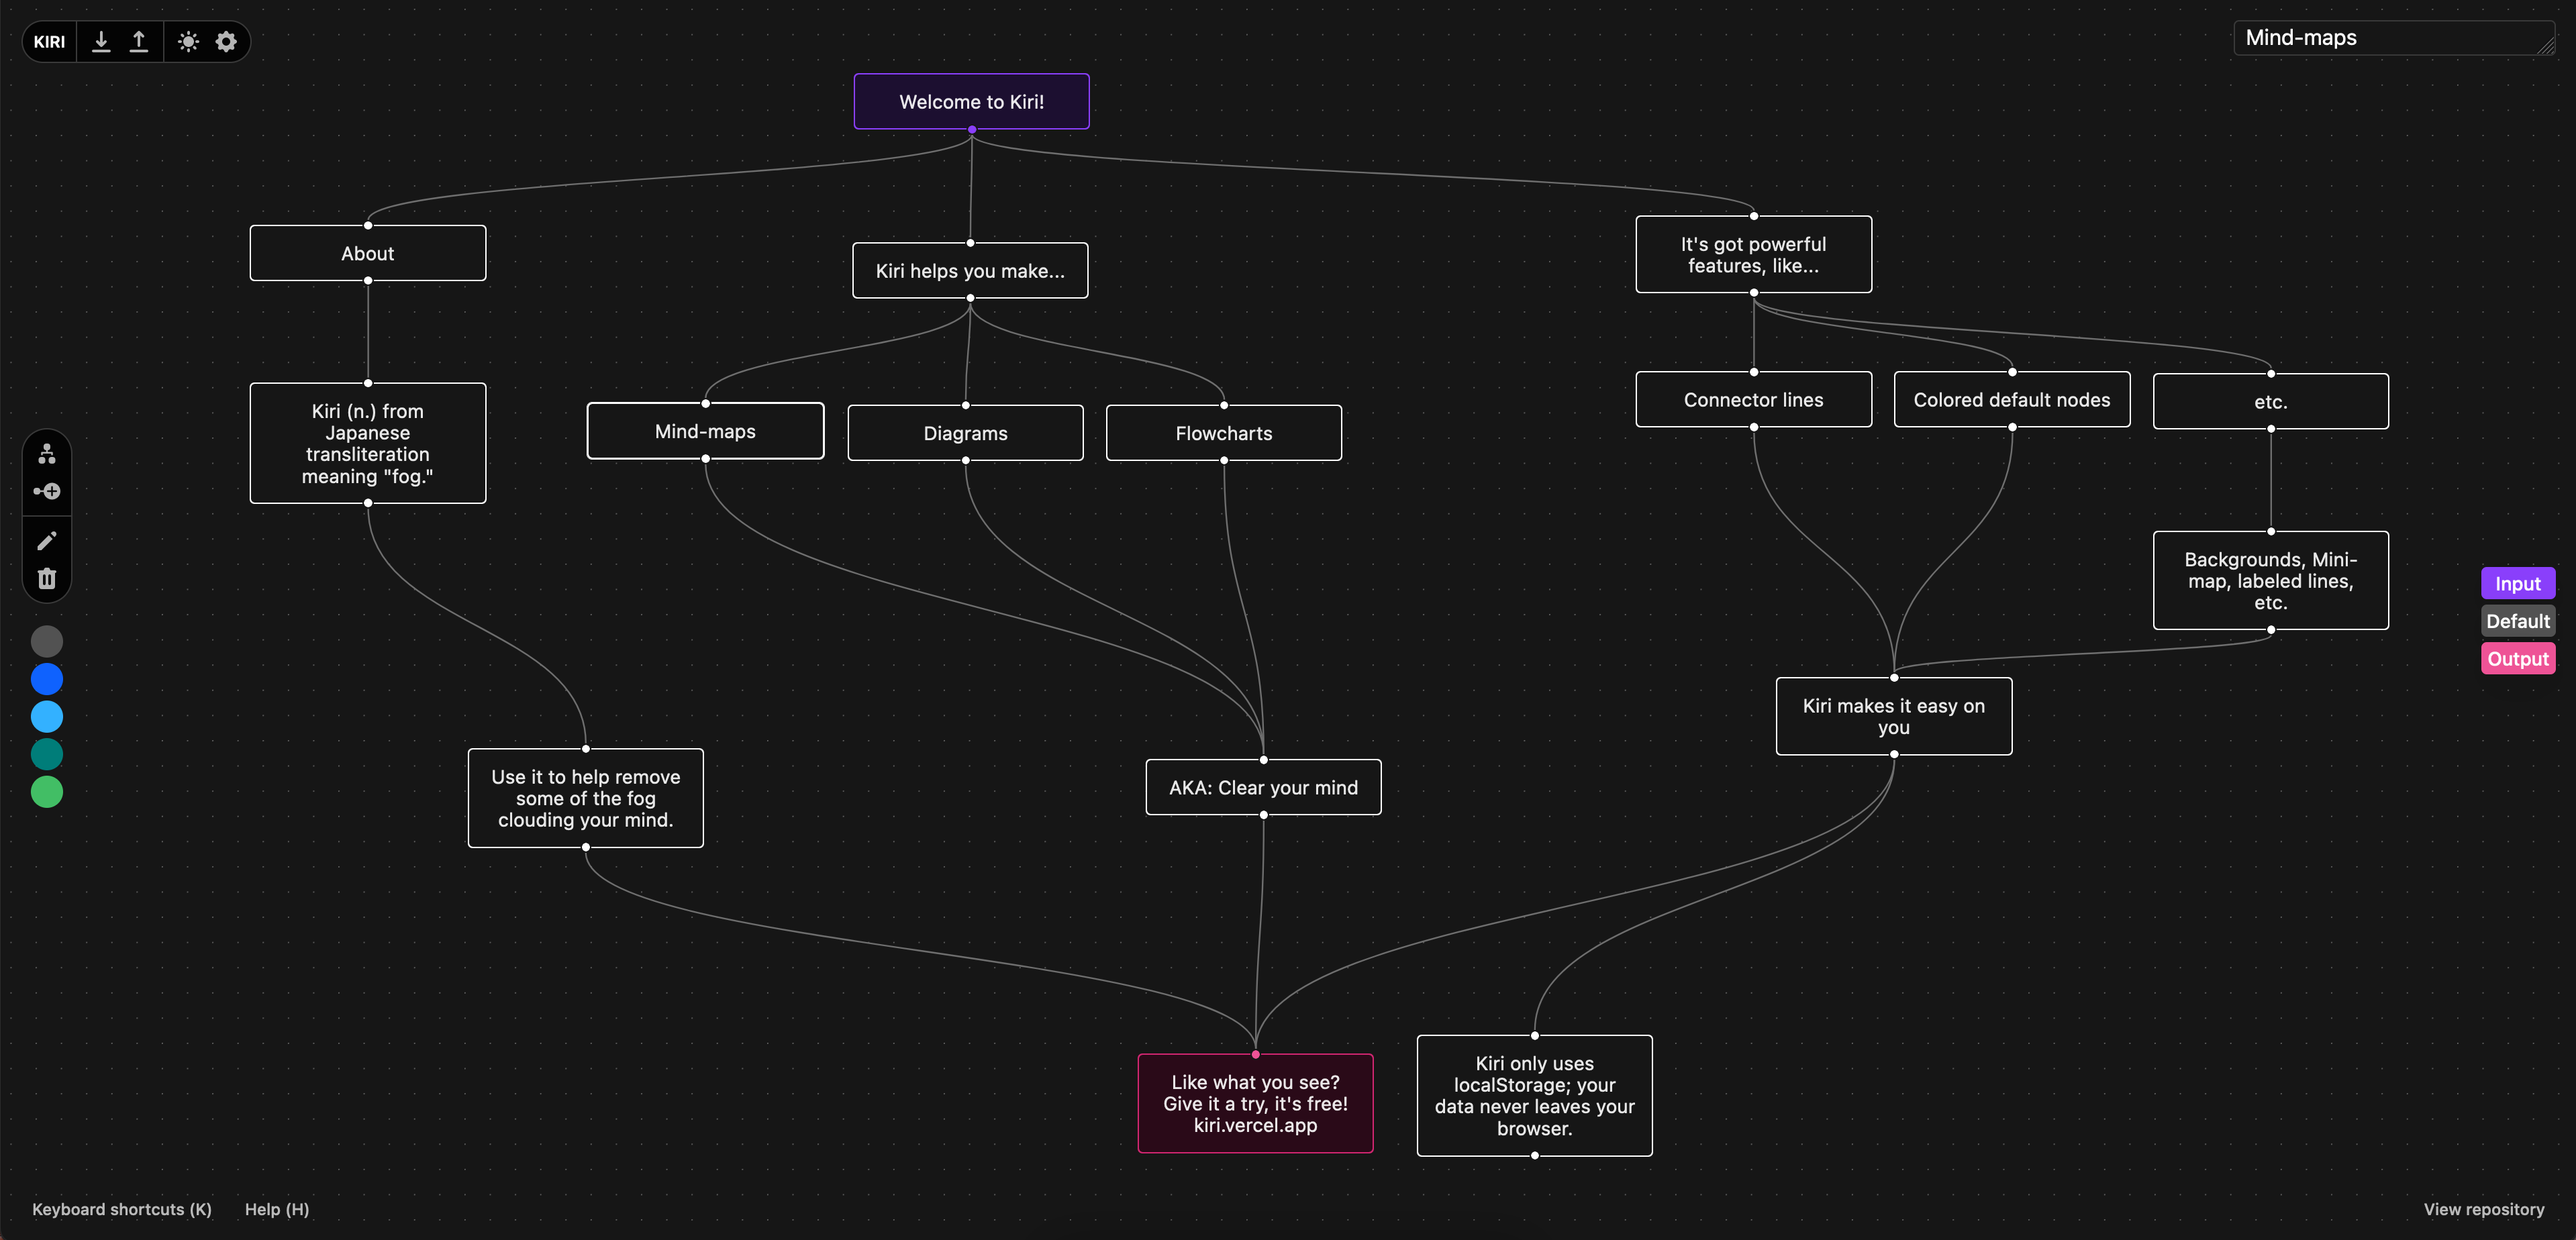 KIRI
Mind-maps
Welcome to Kiri!
About
Kiri helps you make...
It's got powerful
features, like...
Kiri (n.) from
Japanese
transliteration
meaning "fog."
Mind-maps
Diagrams
Flowcharts
Connector lines
Colored default nodes
etc.
Backgrounds, Mini-
map, labeled lines,
etc.
Input
Default
Output
Kiri makes it easy on
you
Use it to help remove
some of the fog
clouding your mind.
AKA: Clear your mind
Like what you see?
Give it a try, it's free!
kiri.vercel.app
Kiri only uses
localStorage; your
data never leaves your
browser.
Keyboard shortcuts (K)
Help (H)
View repository